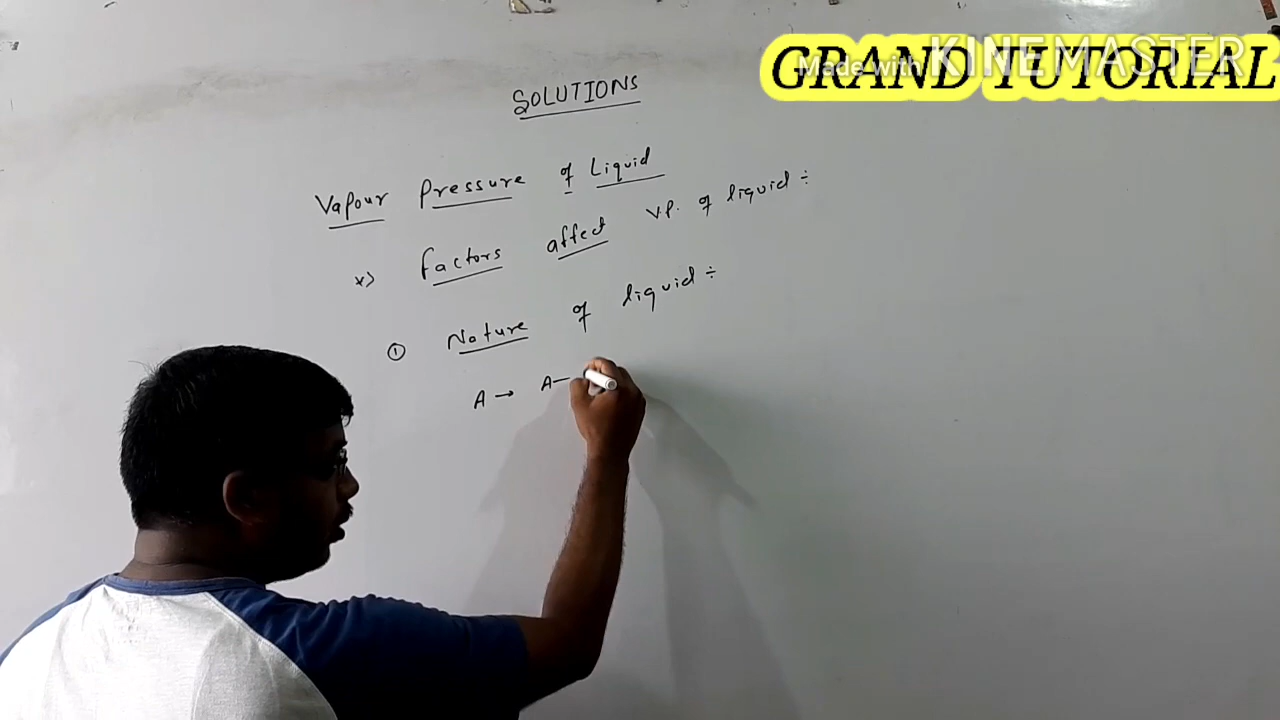 GRAND TUTORIAL
Made with KINEMASTER
SOLUTIONS
Vapour Pressure of Liquid
*) Factors affect V.P. of liquid ÷
① Nature of liquid ÷
A → A—